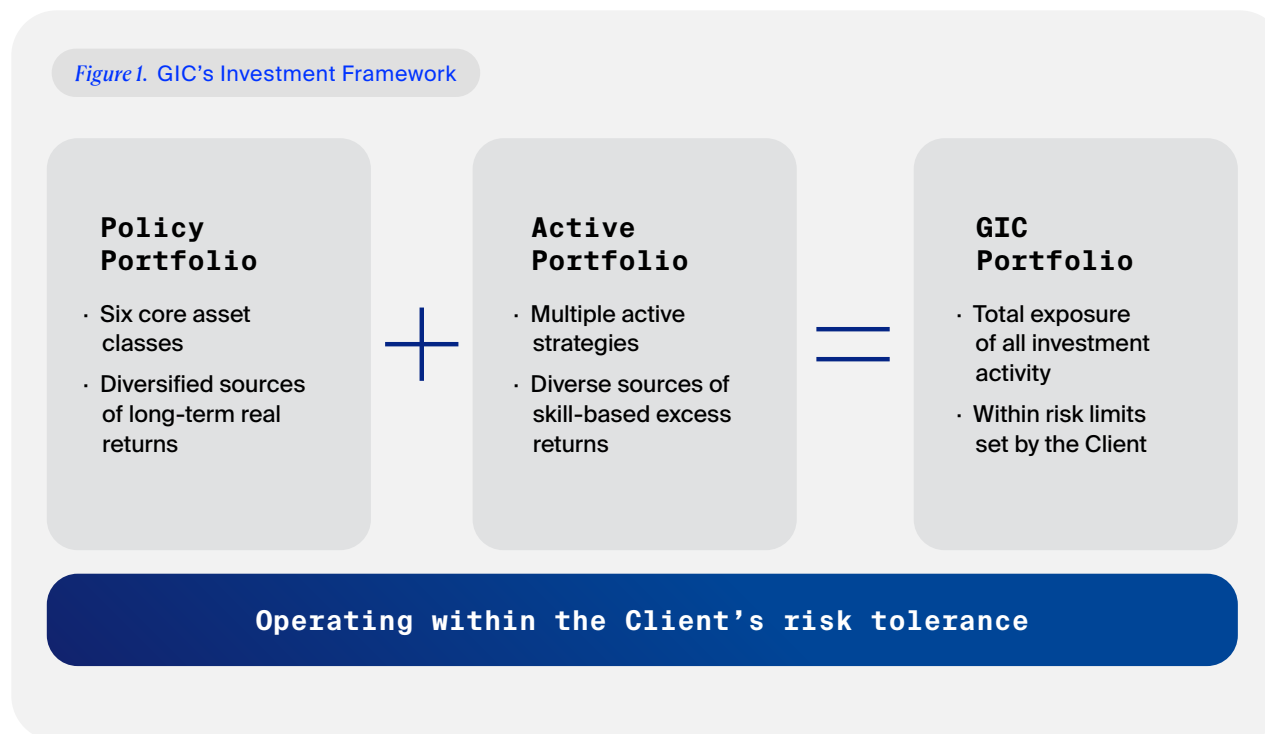 Figure 1. GIC’s Investment Framework
Policy
Portfolio
· Six core asset
classes
· Diversified sources
of long-term real
returns
Active
Portfolio
· Multiple active
strategies
· Diverse sources of
skill-based excess
returns
GIC
Portfolio
· Total exposure
of all investment
activity
· Within risk limits
set by the Client
Operating within the Client’s risk tolerance